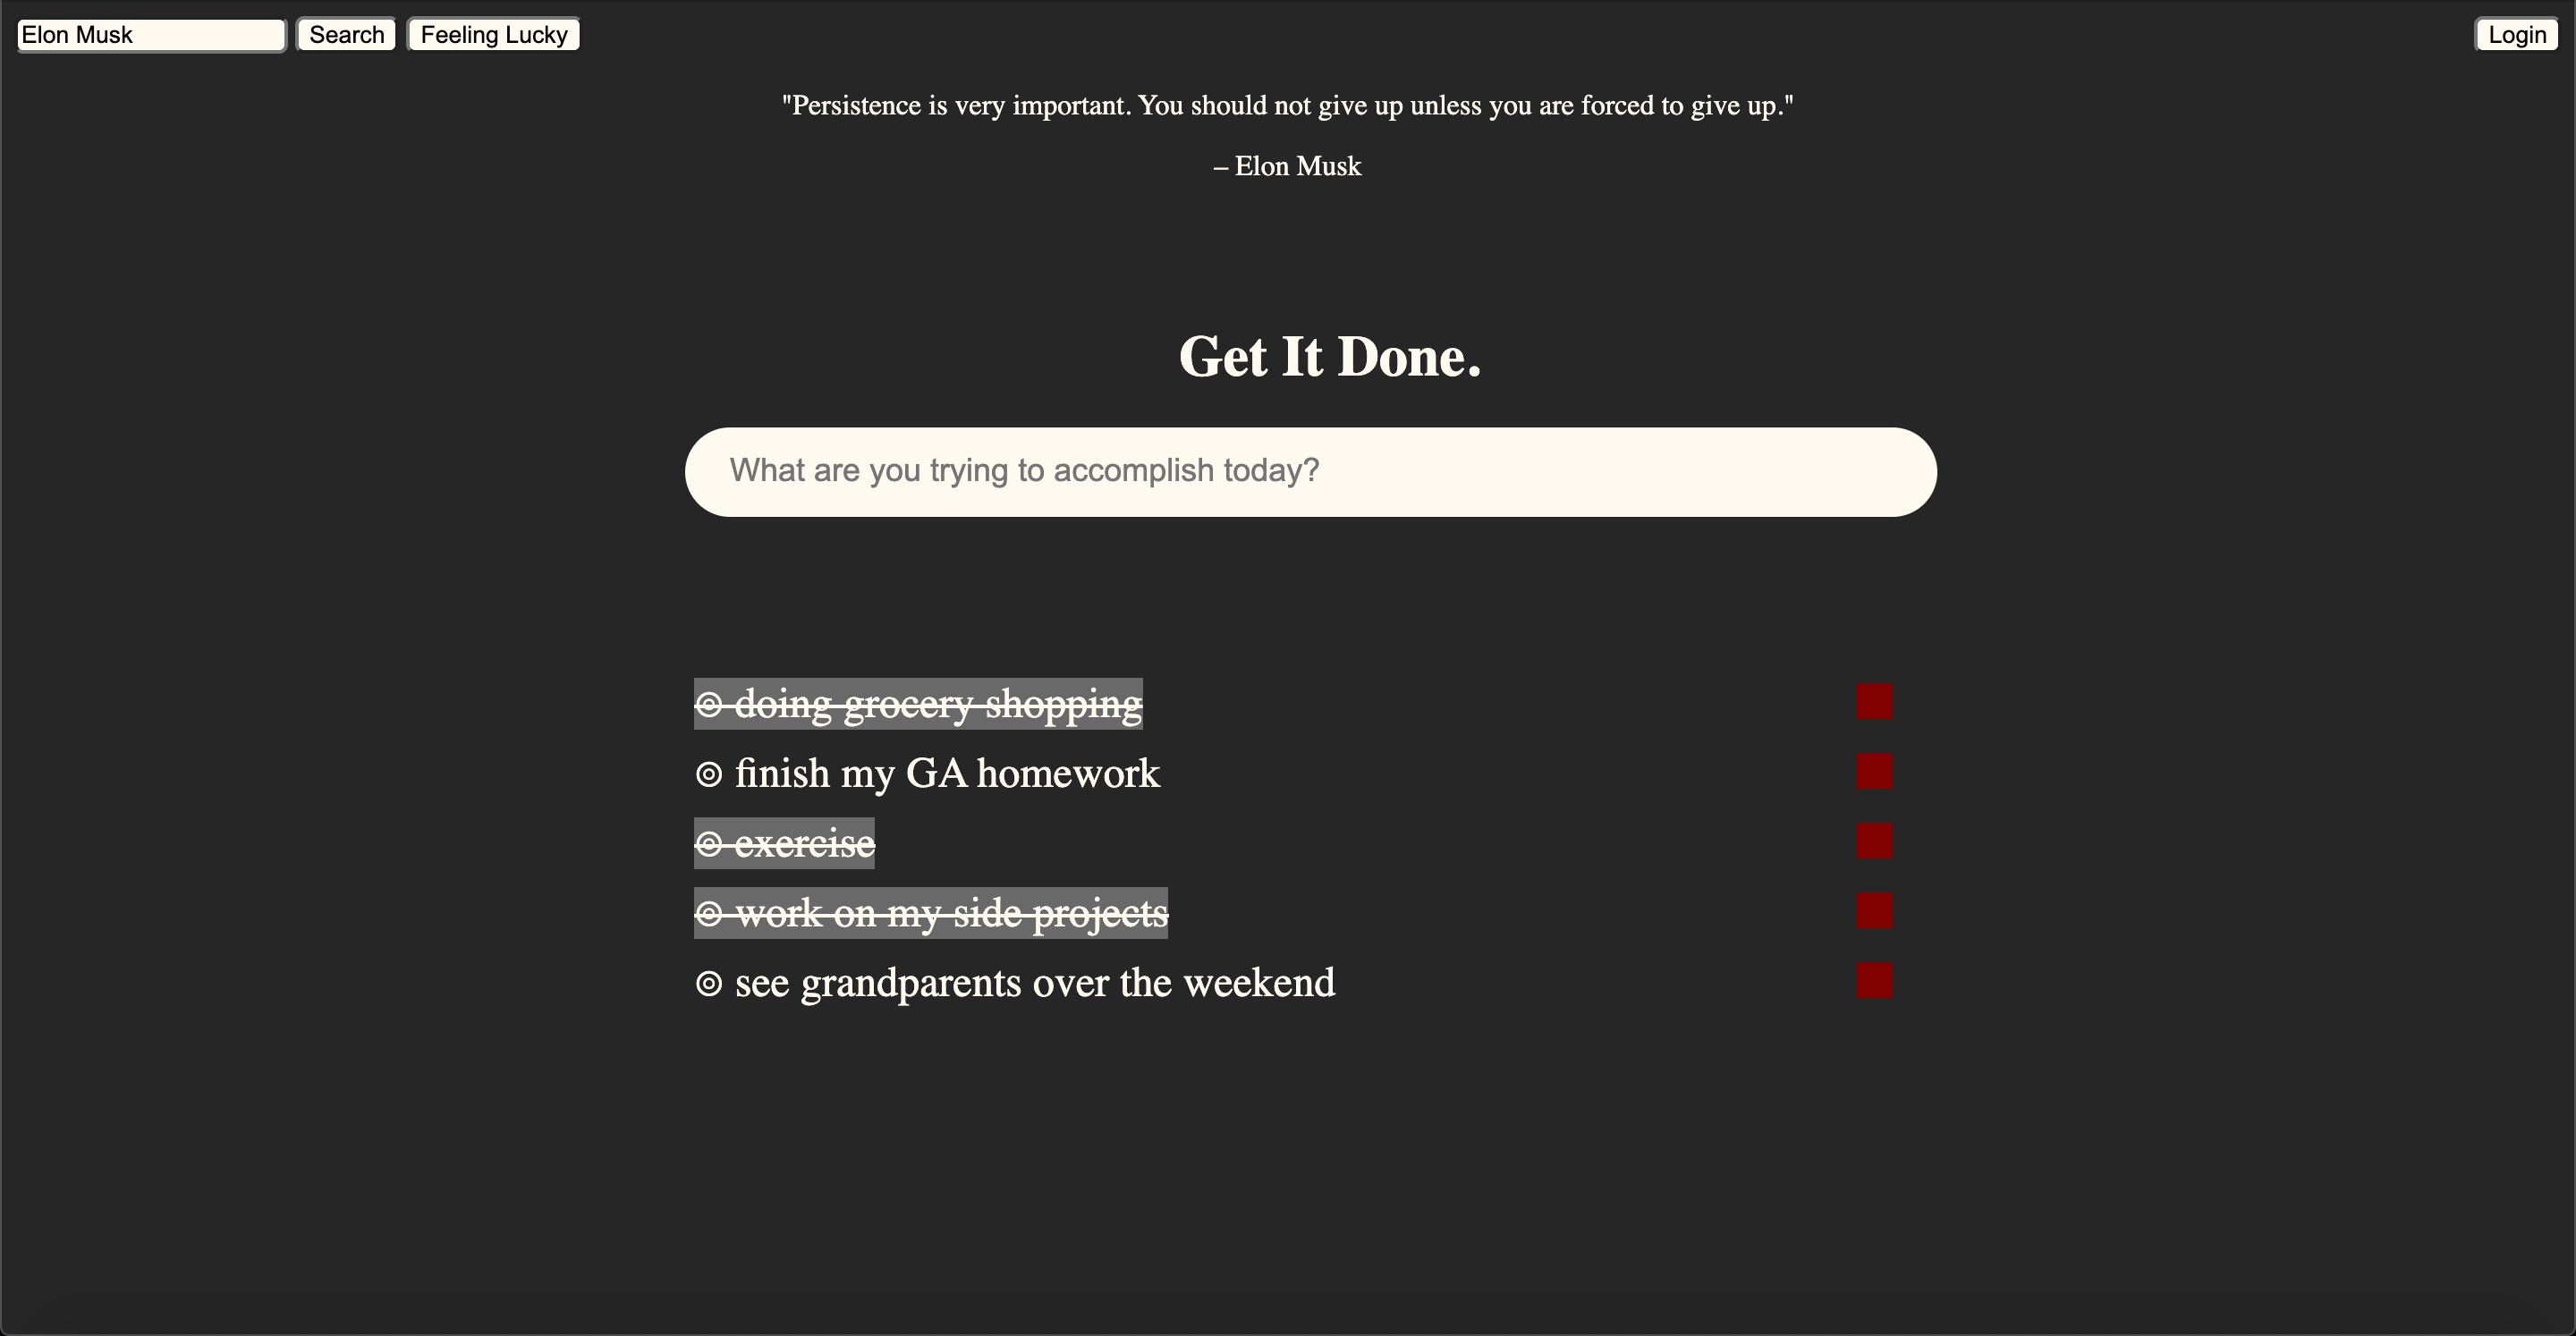 Elon Musk Search Feeling Lucky Login
"Persistence is very important. You should not give up unless you are forced to give up."
– Elon Musk
Get It Done.
What are you trying to accomplish today?
⊚ doing grocery shopping
⊚ finish my GA homework
⊚ exercise
⊚ work on my side projects
⊚ see grandparents over the weekend